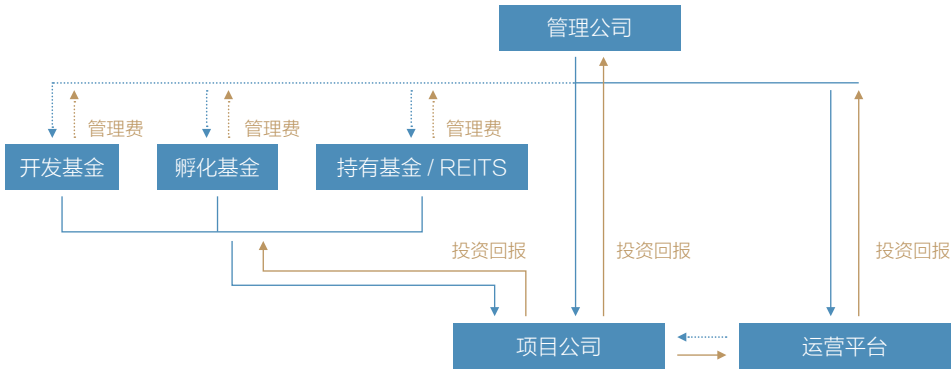 管理公司
管理费
管理费
管理费
开发基金
孵化基金
持有基金 / REITS
投资回报
投资回报
投资回报
项目公司
运营平台